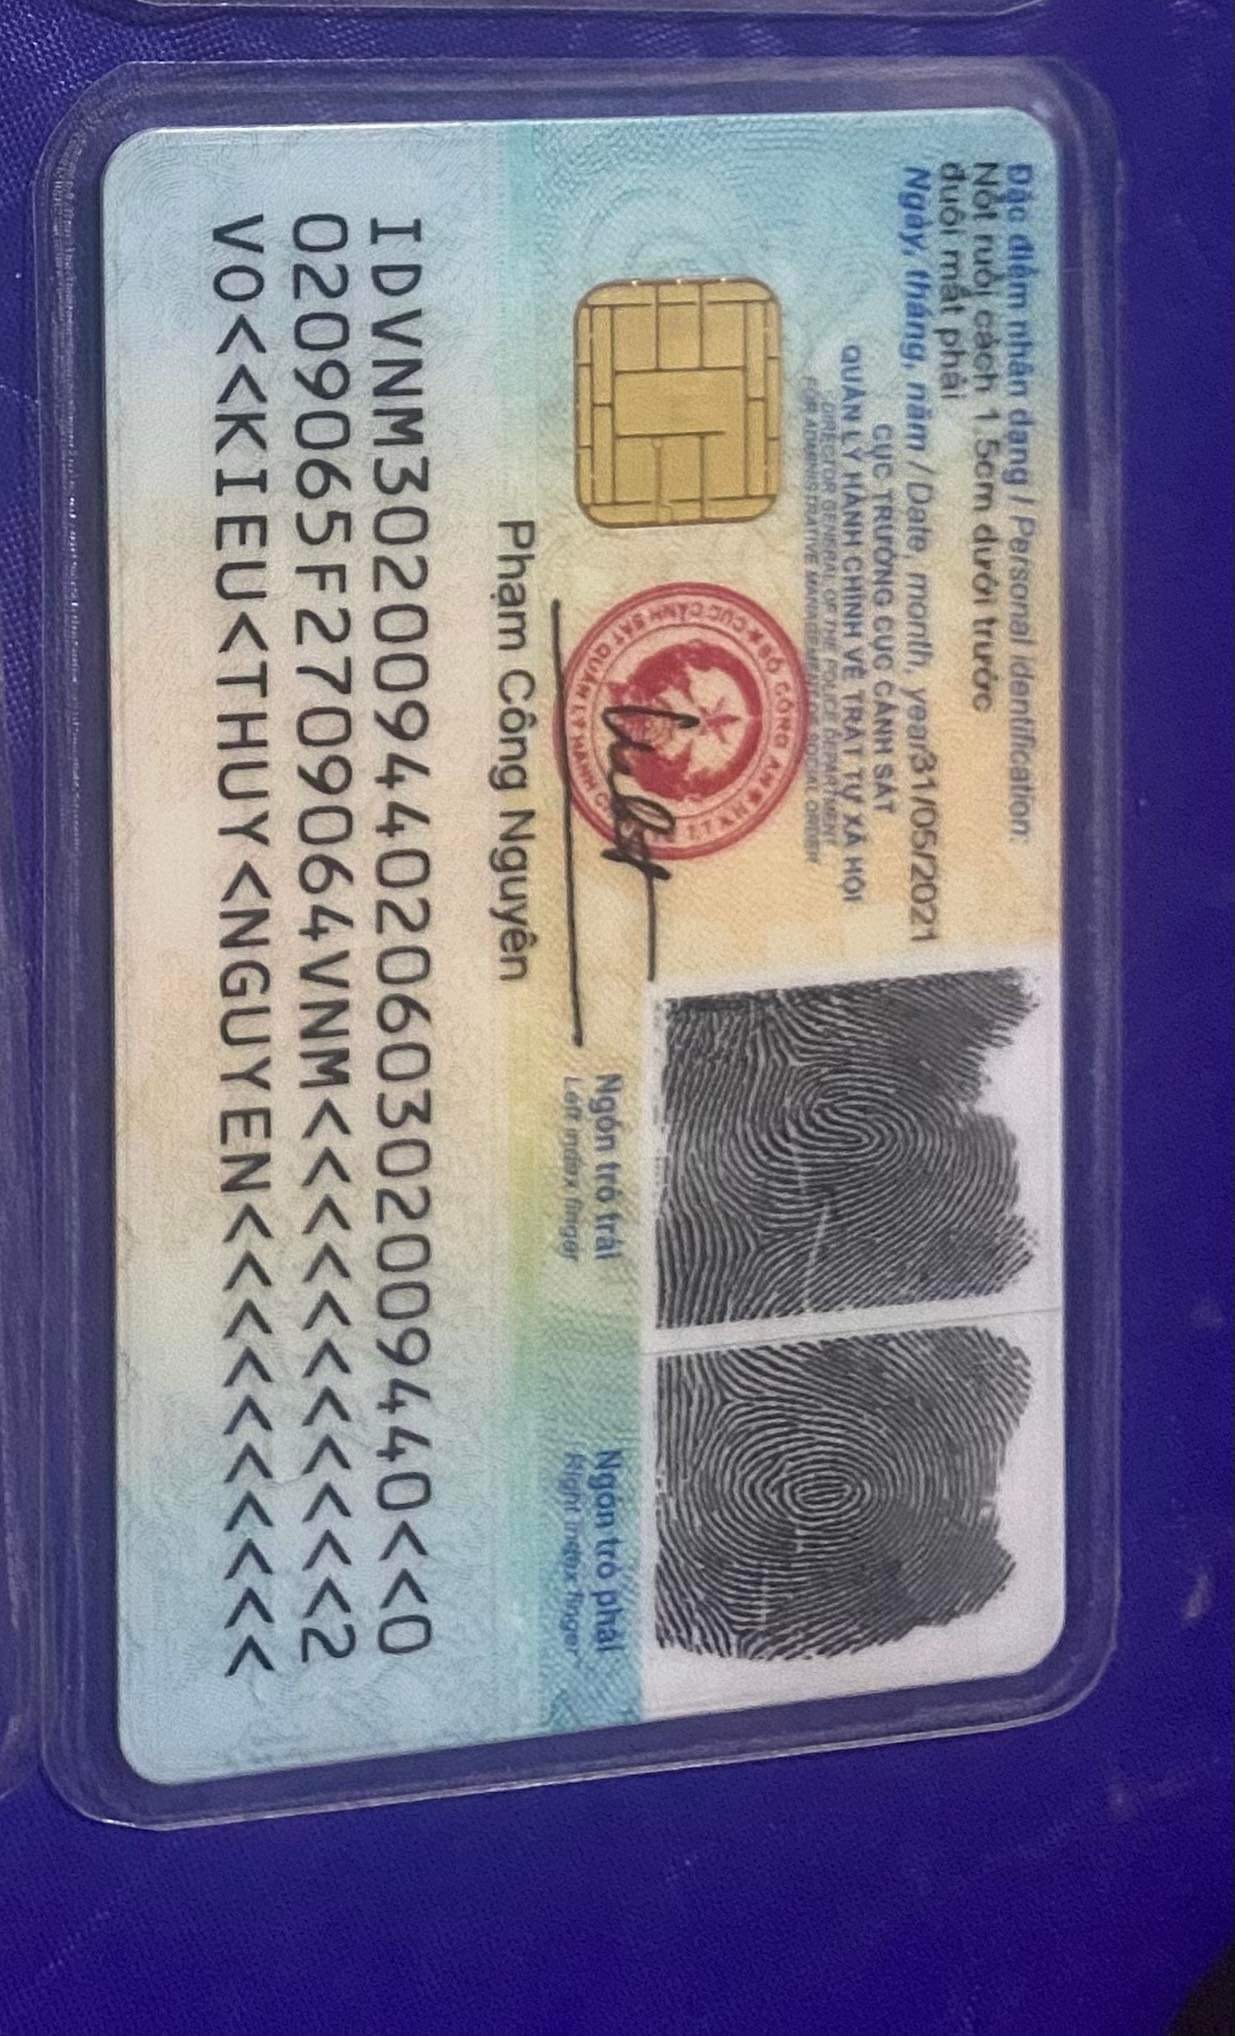 Đặc điểm nhân dạng / Personal identification:
Nốt ruồi cách 1,5cm dưới trước
đuôi mắt phải
Ngày, tháng, năm / Date, month, year: 31/05/2021
CỤC TRƯỞNG CỤC CẢNH SÁT
QUẢN LÝ HÀNH CHÍNH VỀ TRẬT TỰ XÃ HỘI
DIRECTOR GENERAL OF THE POLICE DEPARTMENT
FOR ADMINISTRATIVE MANAGEMENT OF SOCIAL ORDER
Phạm Công Nguyên
Ngón trỏ trái
Left index finger
Ngón trỏ phải
Right index finger
IDVNM3020094402060302009440<<0
0209065F2709064VNM<<<<<<<<<<<2
VO<<KIEU<THUY<NGUYEN<<<<<<<<<<